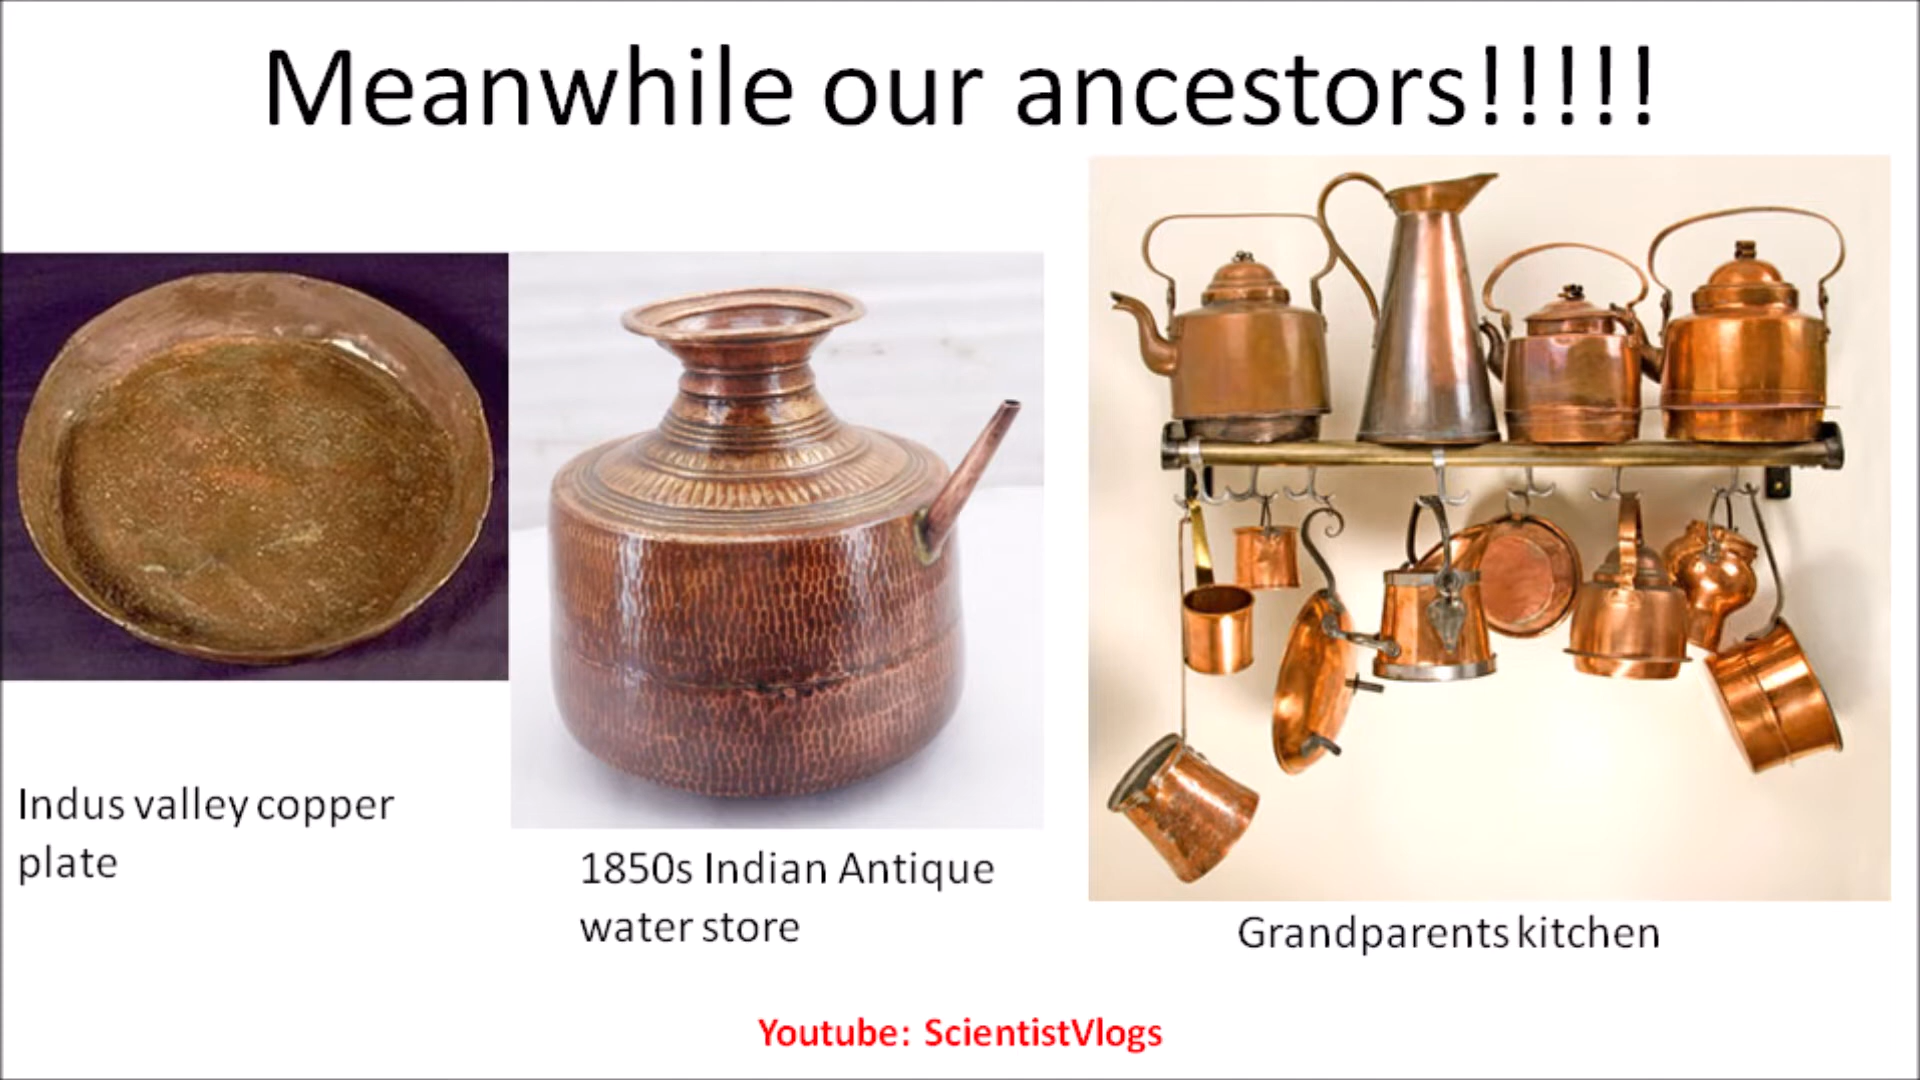 Meanwhile our ancestors!!!!!
Indus valley copper
plate
1850s Indian Antique
water store
Grandparents kitchen
Youtube: ScientistVlogs